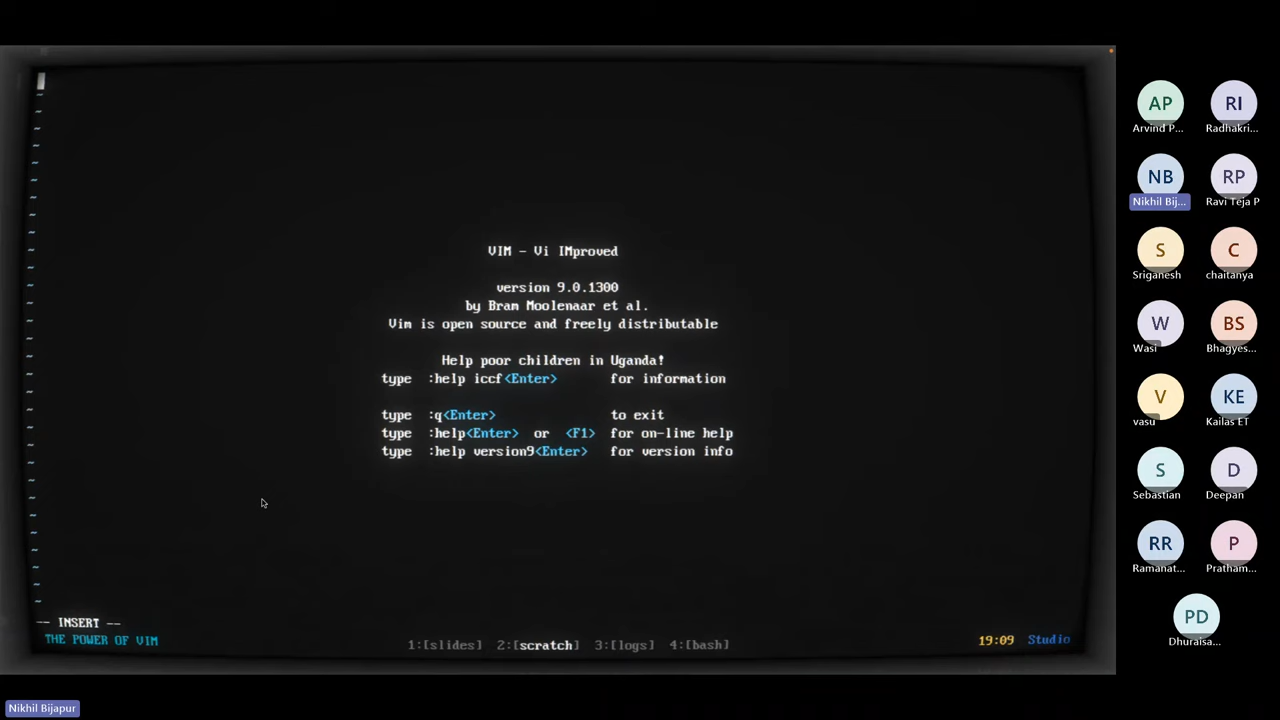 VIM - Vi IMproved
version 9.0.1300
by Bram Moolenaar et al.
Vim is open source and freely distributable
Help poor children in Uganda!
type :help iccf<Enter> for information
type :q<Enter> to exit
type :help<Enter> or <F1> for on-line help
type :help version9<Enter> for version info
-- INSERT --
THE POWER OF VIM 1:[slides] 2:[scratch] 3:[logs] 4:[bash] 19:09 Studio
AP RI
Arvind P... Radhakri...
NB RP
Nikhil Bij... Ravi Teja P
S C
Sriganesh chaitanya
W BS
Wasi Bhagyes...
V KE
vasu Kailas ET
S D
Sebastian Deepan
RR P
Ramanat... Pratham...
PD
Dhuraisa...
Nikhil Bijapur